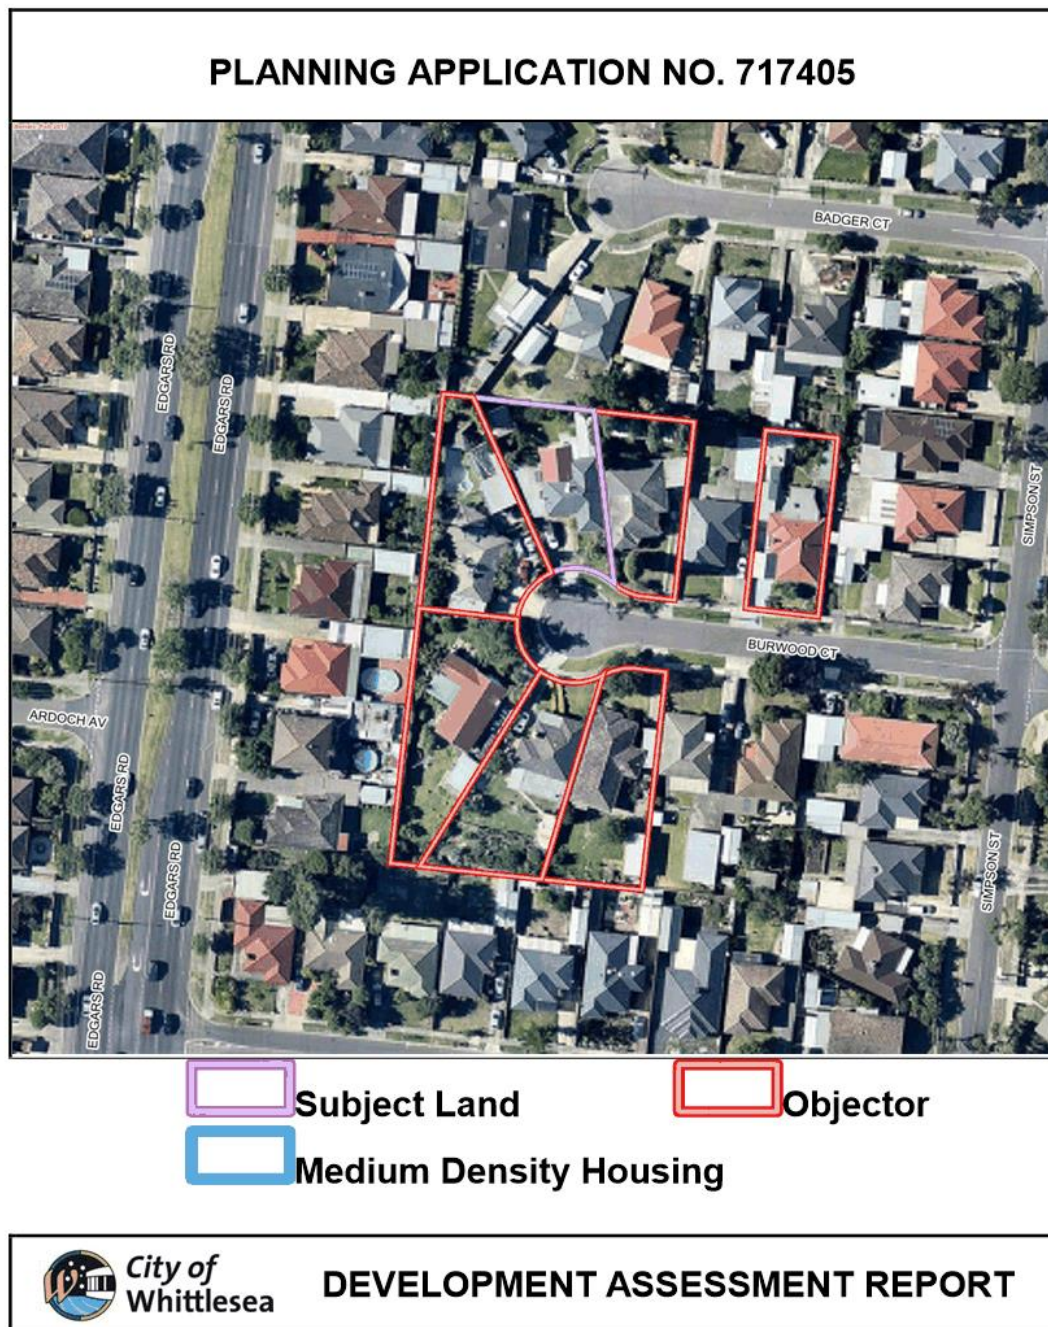 PLANNING APPLICATION NO. 717405
BADGER CT
EDGARS RD
EDGARS RD
SIMPSON ST
BURWOOD CT
ARDOCH AV
EDGARS RD
EDGARS RD
SIMPSON ST
EDGARS RD
Subject Land
Objector
Medium Density Housing
City of
Whittlesea
DEVELOPMENT ASSESSMENT REPORT